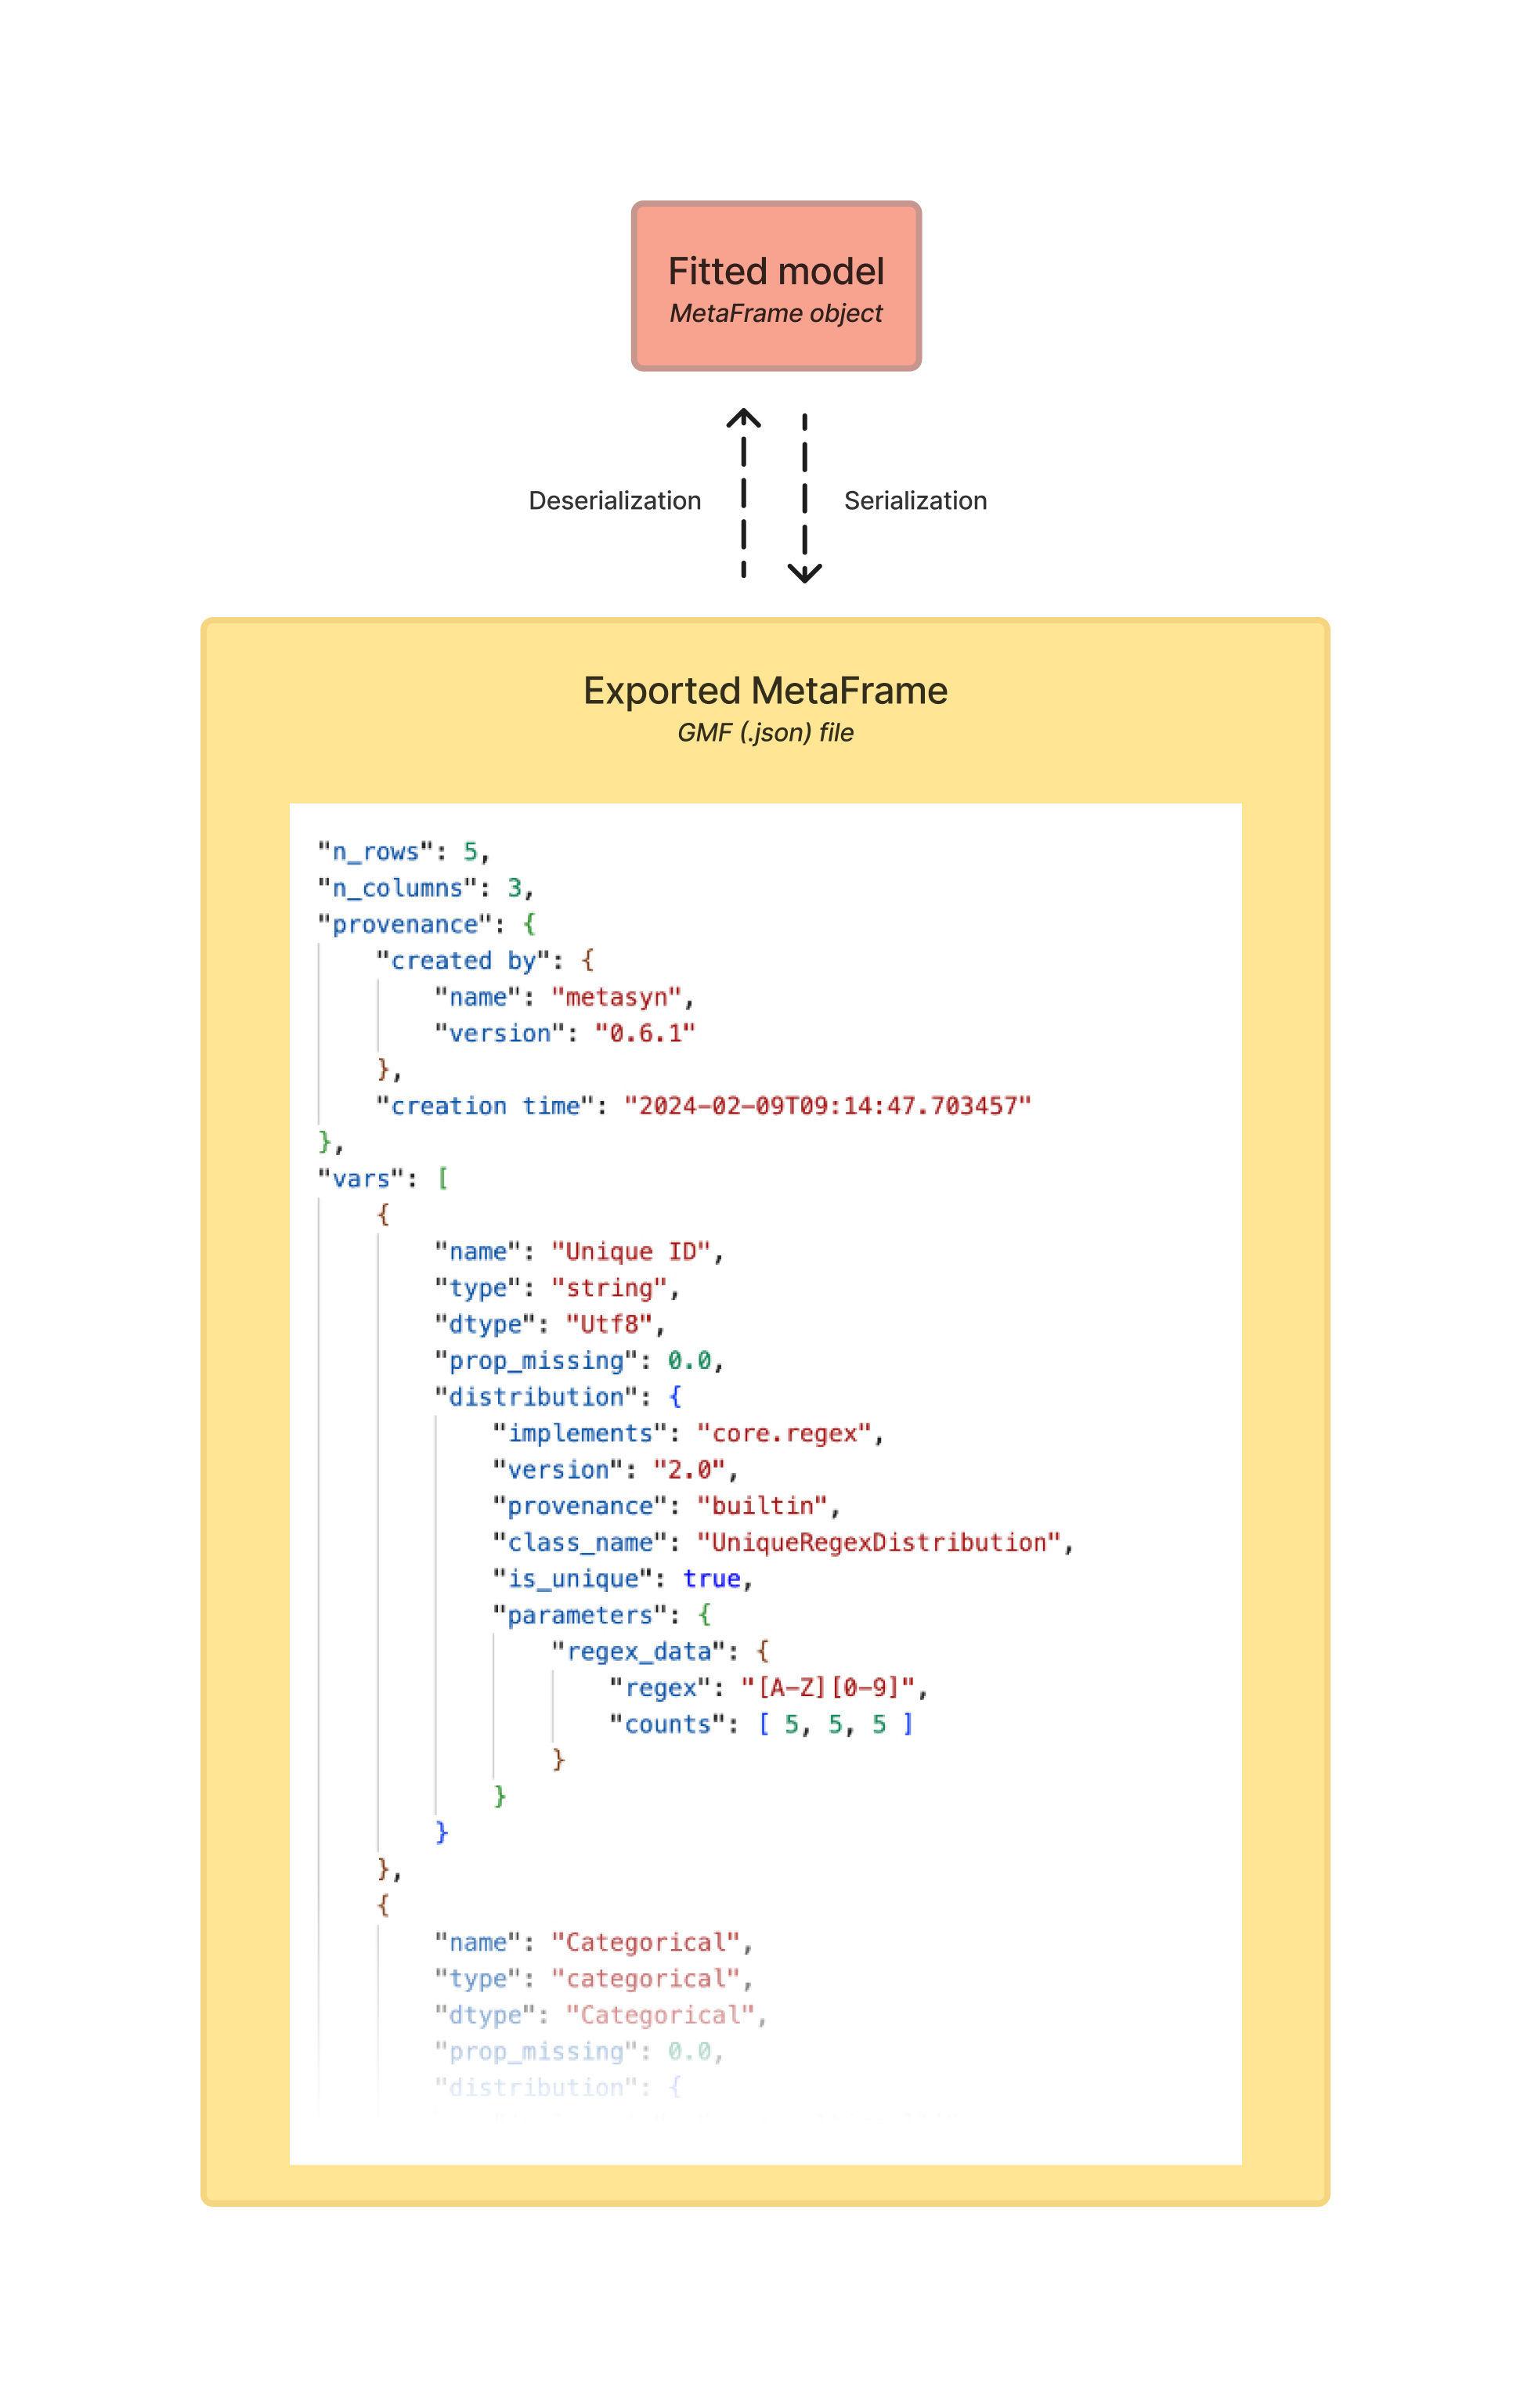 Fitted model
MetaFrame object
Deserialization
Serialization
Exported MetaFrame
GMF (.json) file
"n_rows": 5,
"n_columns": 3,
"provenance": {
"created by": {
"name": "metasyn",
"version": "0.6.1"
},
"creation time": "2024-02-09T09:14:47.703457"
},
"vars": [
{
"name": "Unique ID",
"type": "string",
"dtype": "Utf8",
"prop_missing": 0.0,
"distribution": {
"implements": "core.regex",
"version": "2.0",
"provenance": "builtin",
"class_name": "UniqueRegexDistribution",
"is_unique": true,
"parameters": {
"regex_data": {
"regex": "[A-Z][0-9]",
"counts": [ 5, 5, 5 ]
}
}
}
},
{
"name": "Categorical",
"type": "categorical",
"dtype": "Categorical",
"prop_missing": 0.0,
"distribution": {